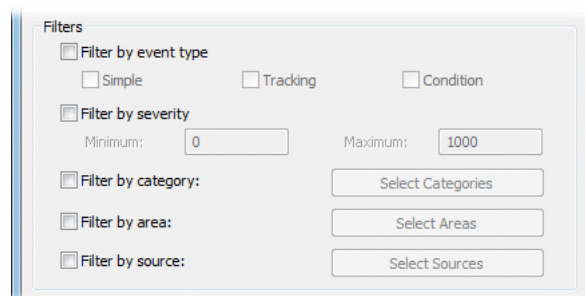 Filters
Filter by event type
Simple Tracking Condition
Filter by severity
Minimum: 0 Maximum: 1000
Filter by category: Select Categories
Filter by area: Select Areas
Filter by source: Select Sources